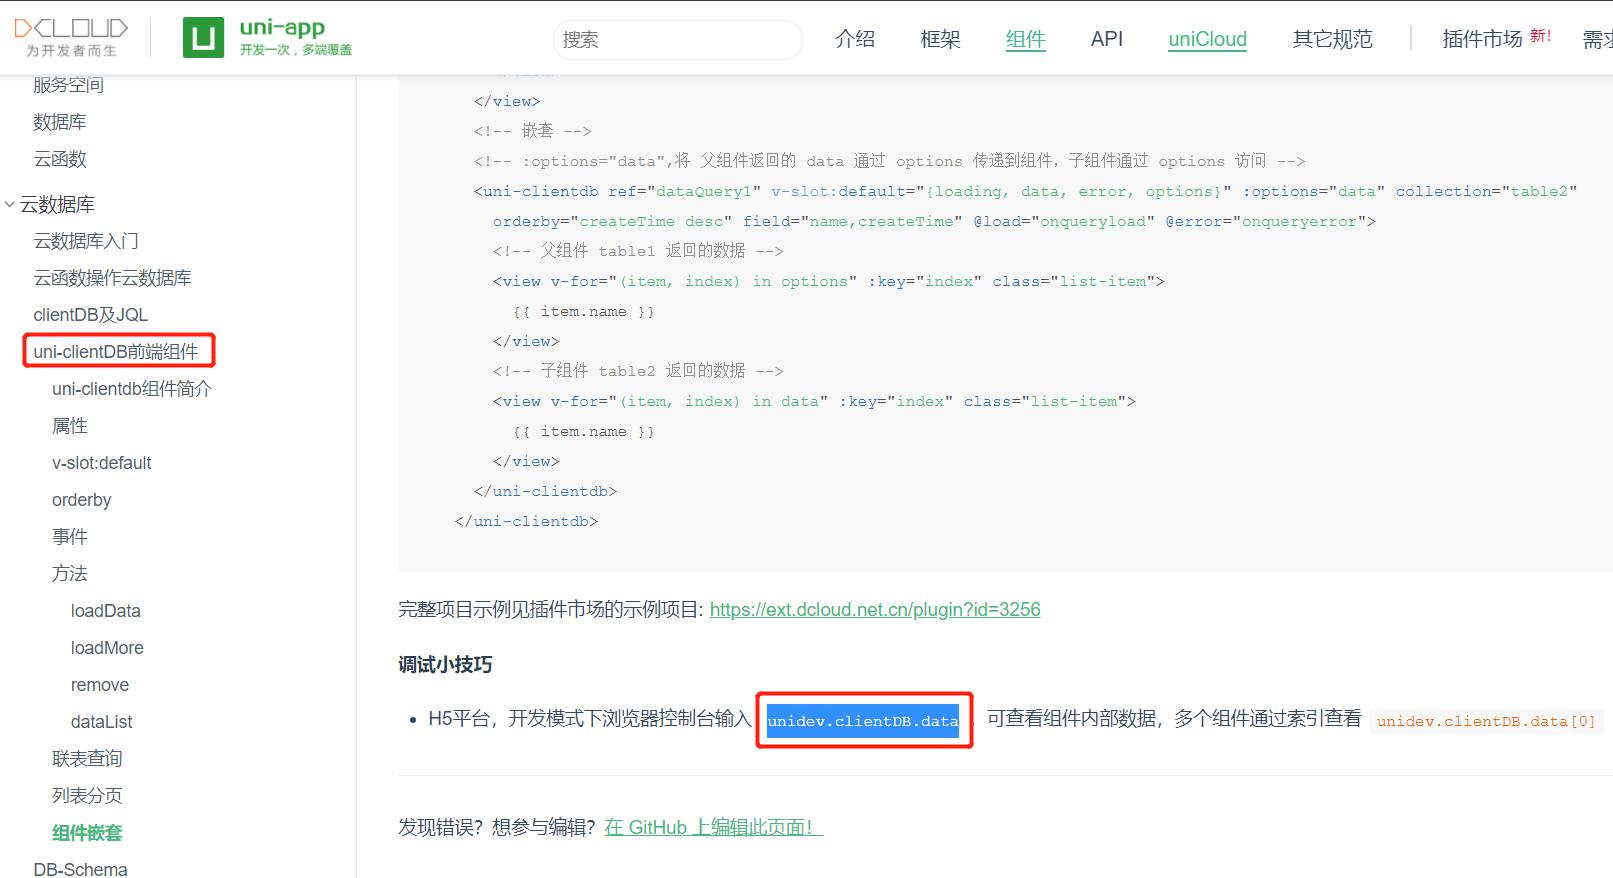 DCLOUD
为开发者而生
uni-app
开发一次，多端覆盖
搜索
介绍
框架
组件
API
uniCloud
其它规范
插件市场 新!
需求
服务空间
数据库
云函数
云数据库
云数据库入门
云函数操作云数据库
clientDB及JQL
uni-clientDB前端组件
uni-clientdb组件简介
属性
v-slot:default
orderby
事件
方法
loadData
loadMore
remove
dataList
联表查询
列表分页
组件嵌套
DB-Schema
</view>
<!-- 嵌套 -->
<!-- :options="data",将 父组件返回的 data 通过 options 传递到组件，子组件通过 options 访问 -->
<uni-clientdb ref="dataQuery1" v-slot:default="{loading, data, error, options}" :options="data" collection="table2"
orderby="createTime desc" field="name,createTime" @load="onqueryload" @error="onqueryerror">
<!-- 父组件 table1 返回的数据 -->
<view v-for="(item, index) in options" :key="index" class="list-item">
{{ item.name }}
</view>
<!-- 子组件 table2 返回的数据 -->
<view v-for="(item, index) in data" :key="index" class="list-item">
{{ item.name }}
</view>
</uni-clientdb>
</uni-clientdb>
完整项目示例见插件市场的示例项目: https://ext.dcloud.net.cn/plugin?id=3256
调试小技巧
• H5平台，开发模式下浏览器控制台输入 unidev.clientDB.data 可查看组件内部数据，多个组件通过索引查看 unidev.clientDB.data[0]
发现错误？想参与编辑？在 GitHub 上编辑此页面！